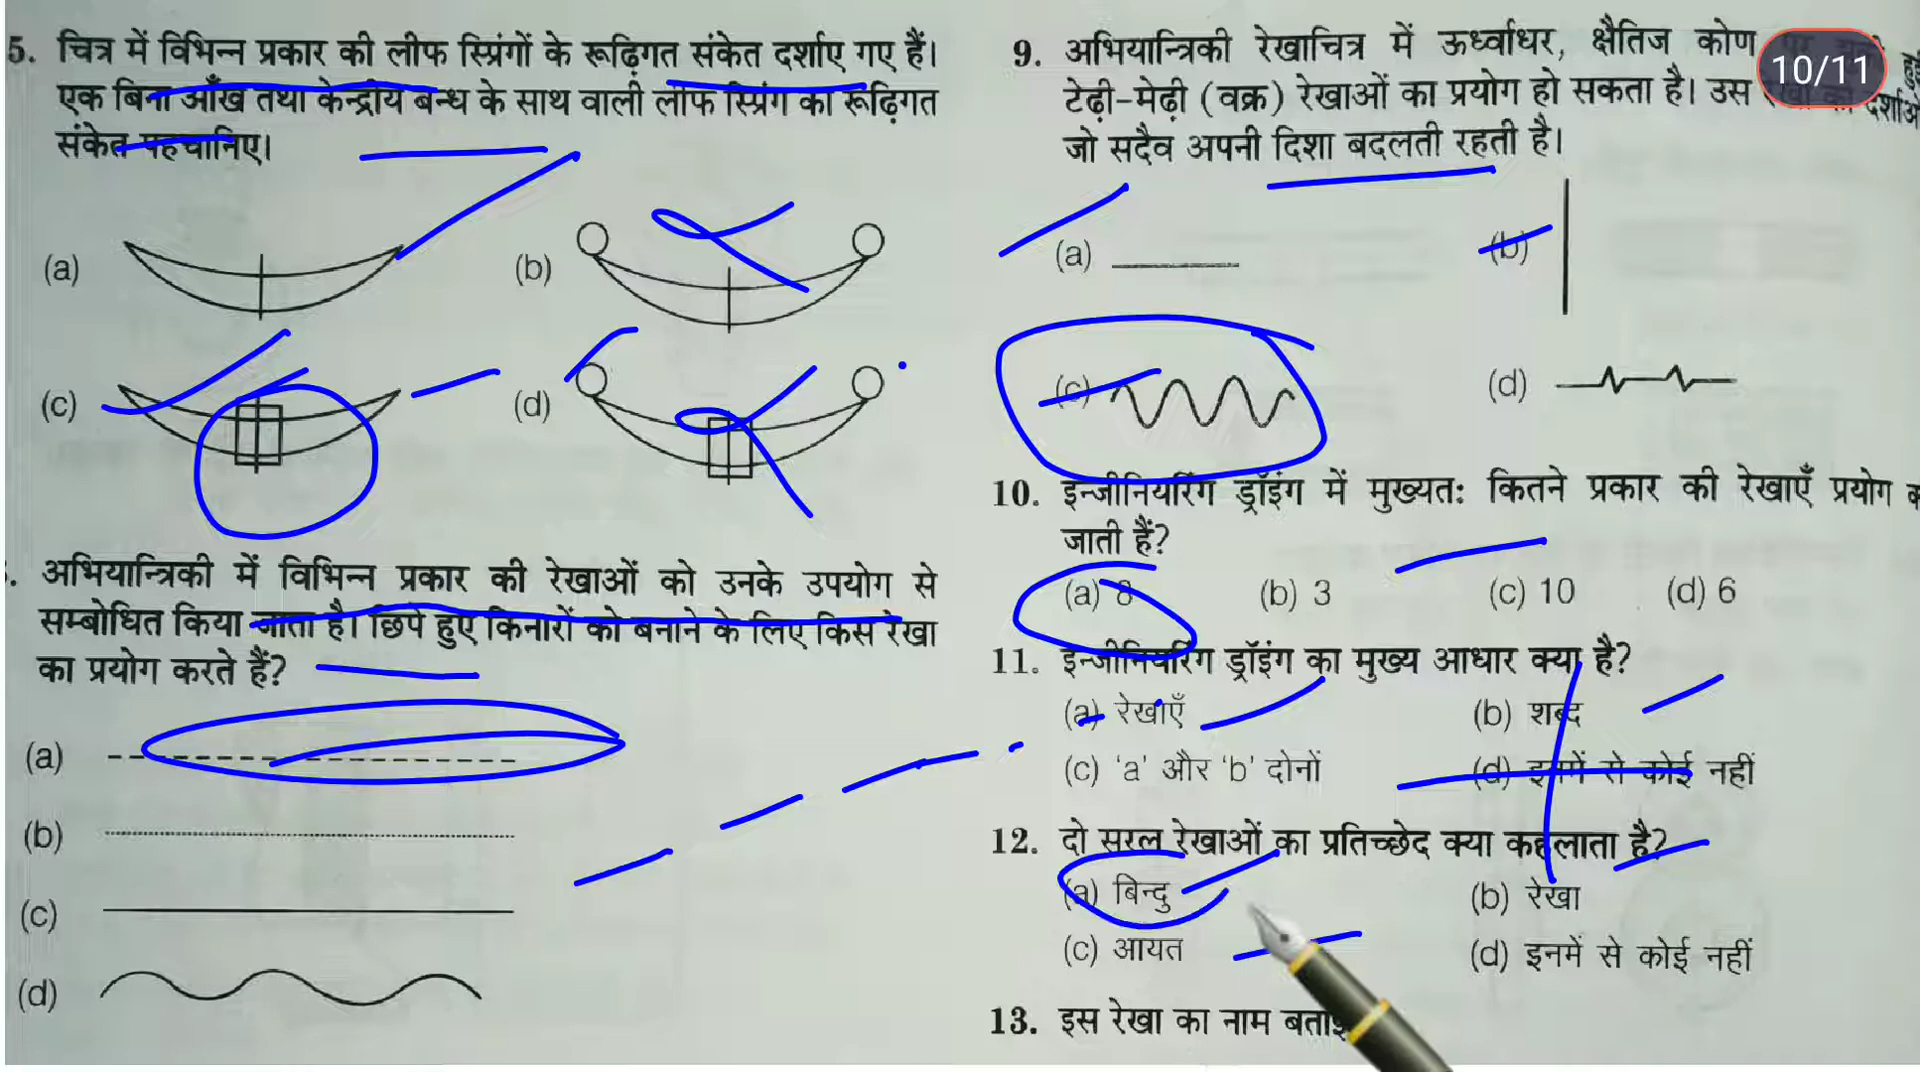 5. चित्र में विभिन्न प्रकार की लीफ स्प्रिंगों के रूढ़िगत संकेत दर्शाए गए हैं।
एक बिना आँख तथा केन्द्रीय बन्ध के साथ वाली लीफ स्प्रिंग का रूढ़िगत
संकेत पहचानिए।
(a)
(b)
(c)
(d)
अभियान्त्रिकी में विभिन्न प्रकार की रेखाओं को उनके उपयोग से
सम्बोधित किया जाता है। छिपे हुए किनारों को बनाने के लिए किस रेखा
का प्रयोग करते हैं?
(a)
(b)
(c)
(d)
9. अभियान्त्रिकी रेखाचित्र में ऊर्ध्वाधर, क्षैतिज कोण
टेढ़ी-मेढ़ी (वक्र) रेखाओं का प्रयोग हो सकता है। उस
जो सदैव अपनी दिशा बदलती रहती है।
(a)
(b)
(c)
(d)
10. इन्जीनियरिंग ड्रॉइंग में मुख्यत: कितने प्रकार की रेखाएँ प्रयोग
जाती हैं?
(a) 8 (b) 3 (c) 10 (d) 6
11. इन्जीनियरिंग ड्रॉइंग का मुख्य आधार क्या है?
(a) रेखाएँ (b) शब्द
(c) 'a' और 'b' दोनों (d) इनमें से कोई नहीं
12. दो सरल रेखाओं का प्रतिच्छेद क्या कहलाता है?
(a) बिन्दु (b) रेखा
(c) आयत (d) इनमें से कोई नहीं
13. इस रेखा का नाम
10/11